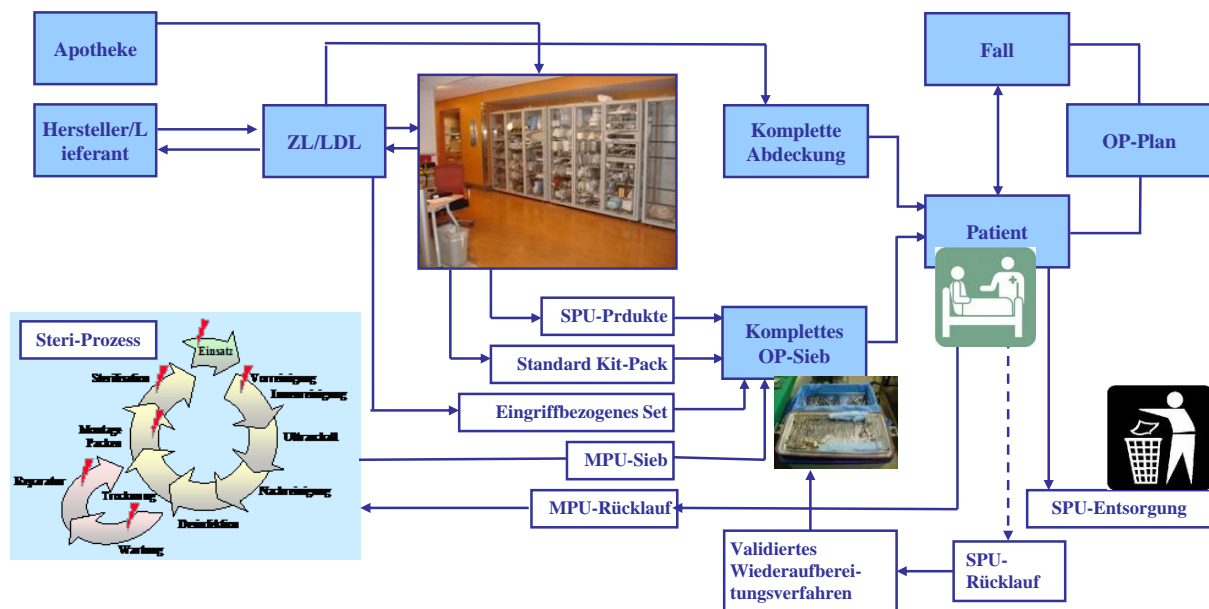 Apotheke
Fall
Hersteller/L
ieferant
ZL/LDL
Komplette
Abdeckung
OP-Plan
Patient
SPU-Prdukte
Komplettes
OP-Sieb
Standard Kit-Pack
Eingriffbezogenes Set
MPU-Sieb
MPU-Rücklauf
SPU-Entsorgung
Validiertes
Wiederaufberei-
tungsverfahren
SPU-
Rücklauf
Steri-Prozess
Einsatz
Sterilisation
Vorreinigung
Innenreinigung
Montage
Packen
Ultraschall
Reparatur
Trocknung
Nachreinigung
Desinfektion
Wartung